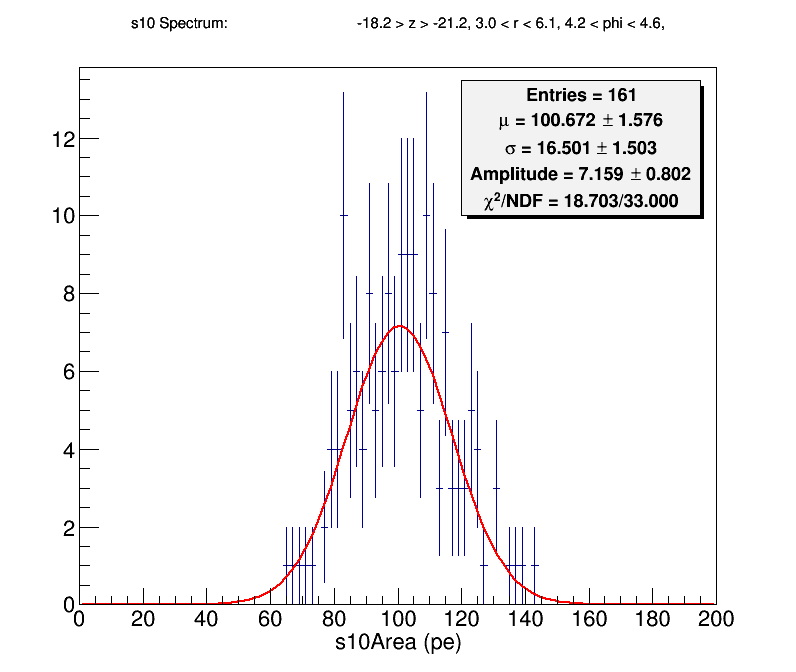 s10 Spectrum: -18.2 > z > -21.2, 3.0 < r < 6.1, 4.2 < phi < 4.6,
Entries = 161
μ = 100.672 ± 1.576
σ = 16.501 ± 1.503
Amplitude = 7.159 ± 0.802
χ²/NDF = 18.703/33.000
12
10
8
6
4
2
0
0 20 40 60 80 100 120 140 160 180 200
s10Area (pe)